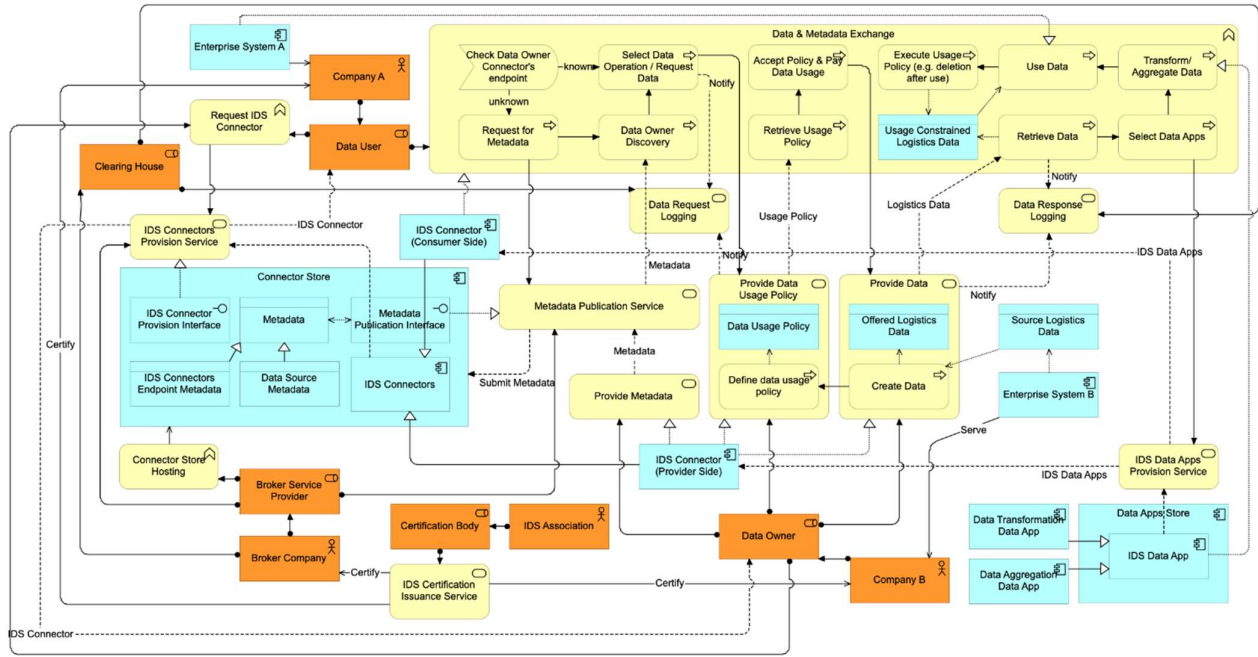 Data & Metadata Exchange
Enterprise System A
Company A
Check Data Owner
Connector's
endpoint
known
unknown
Select Data
Operation / Request
Data
Notify
Accept Policy & Pay
Data Usage
Execute Usage
Policy (e.g. deletion
after use)
Use Data
Transform/
Aggregate Data
Request IDS
Connector
Data User
Request for
Metadata
Data Owner
Discovery
Retrieve Usage
Policy
Usage Constrained
Logistics Data
Retrieve Data
Select Data Apps
Clearing House
Notify
Data Request
Logging
Usage Policy
Logistics Data
Data Response
Logging
IDS Connectors
Provision Service
IDS Connector
IDS Connector
(Consumer Side)
Metadata
Notify
IDS Data Apps
Connector Store
Provide Data
Usage Policy
Provide Data
Notify
IDS Connector
Provision Interface
Metadata
Metadata
Publication Interface
Metadata Publication Service
Data Usage Policy
Offered Logistics
Data
Source Logistics
Data
Certify
Metadata
IDS Connectors
Endpoint Metadata
Data Source
Metadata
IDS Connectors
Submit Metadata
Provide Metadata
Define data usage
policy
Create Data
Enterprise System B
Serve
Connector Store
Hosting
IDS Connector
(Provider Side)
IDS Data Apps
IDS Data Apps
Provision Service
Broker Service
Provider
Certification Body
IDS Association
Data Owner
Data Transformation
Data App
Data Apps Store
IDS Data App
Broker Company
Certify
IDS Certification
Issuance Service
Certify
Company B
Data Aggregation
Data App
IDS Connector